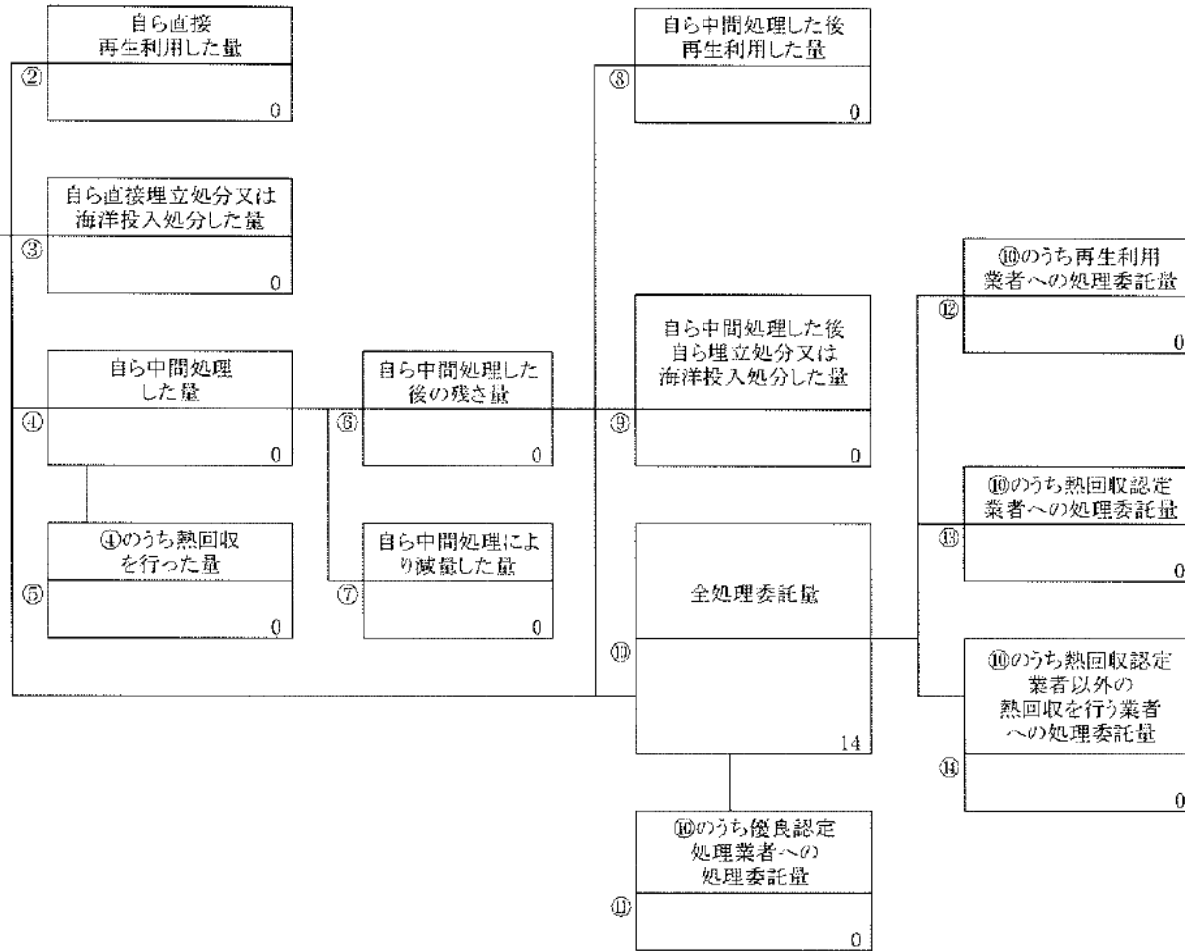 自ら直接
再生利用した量
②
0
自ら直接埋立処分又は
海洋投入処分した量
③
0
自ら中間処理
した量
④
0
④のうち熱回収
を行った量
⑤
0
自ら中間処理した
後の残さ量
⑥
0
自ら中間処理によ
り減量した量
⑦
0
自ら中間処理した後
再生利用した量
⑧
0
自ら中間処理した後
自ら埋立処分又は
海洋投入処分した量
⑨
0
全処理委託量
⑩
14
⑩のうち優良認定
処理業者への
処理委託量
⑪
0
⑩のうち再生利用
業者への処理委託量
⑫
0
⑩のうち熱回収認定
業者への処理委託量
⑬
0
⑩のうち熱回収認定
業者以外の
熱回収を行う業者
への処理委託量
⑭
0